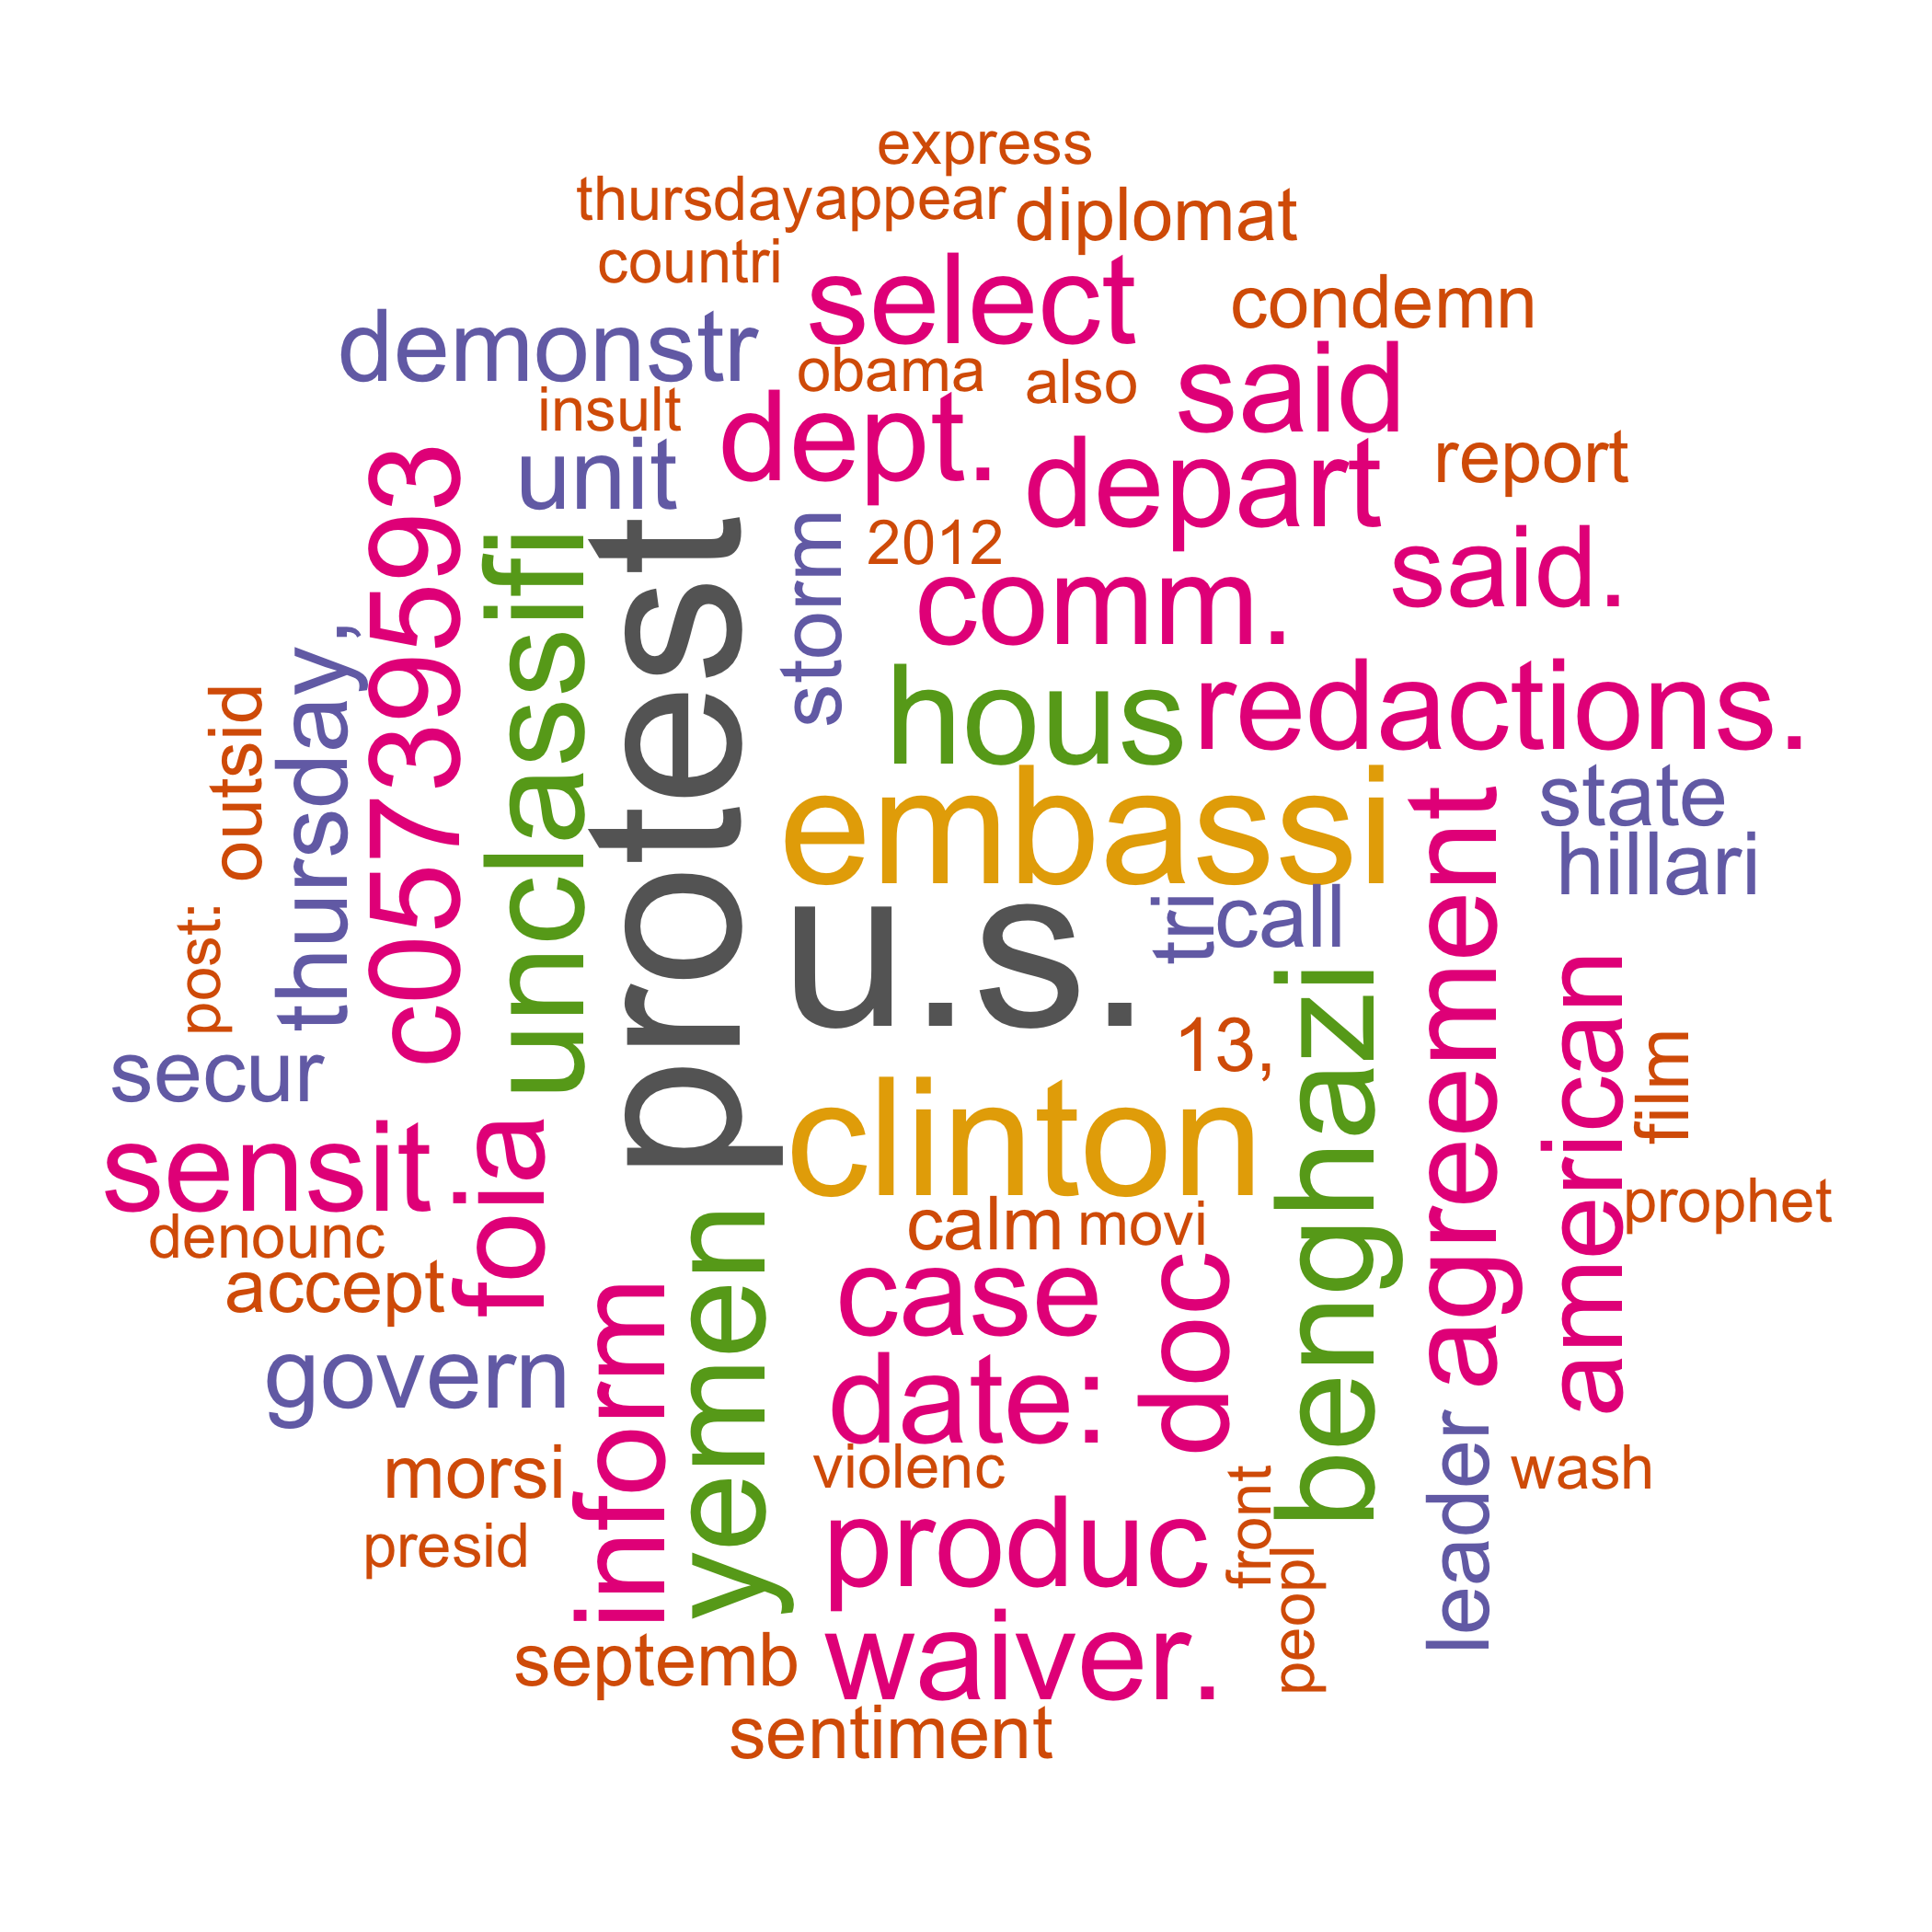 express
thursday appear diplomat
countri
select
condemn
demonstr
obama also
said
insult
dept.
depart
report
unit
c05739593
unclassifi
protest
storm
2012
comm.
said.
thursday,
outsid
hous
redactions.
embassi
agreement
state
hillari
u.s.
tri
call
post:
secur
13,
benghazi
american
film
clinton
sensit
foia
prophet
denounc
calm movi
accept
inform
yemen
case
doc
govern
date:
leader
morsi
violenc
front
wash
presid
produc
peopl
septemb
waiver.
sentiment